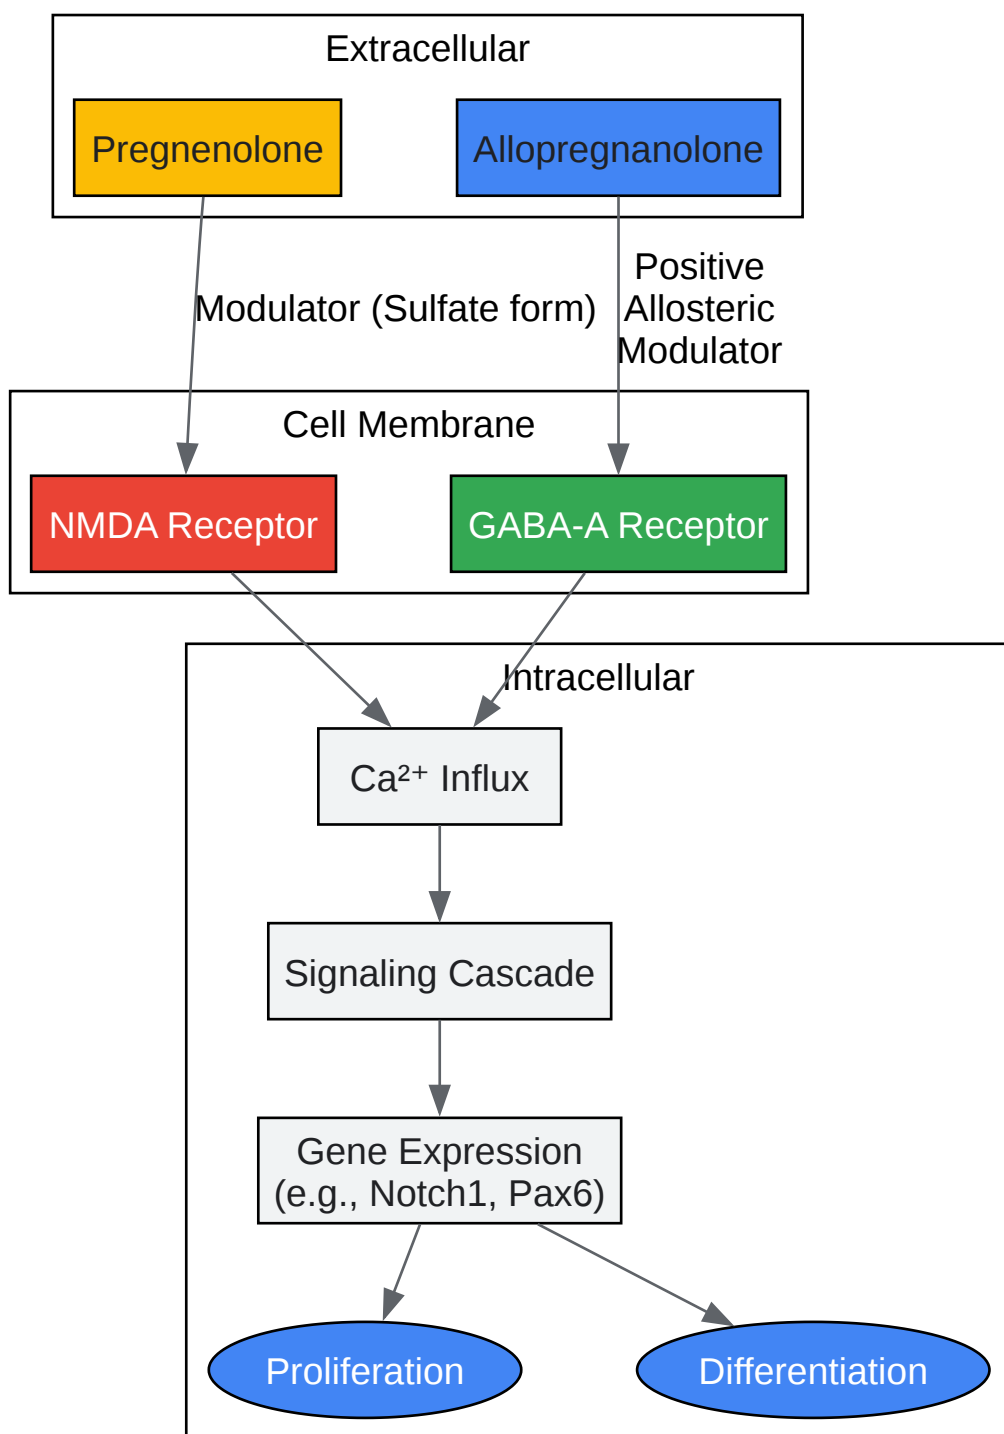 Extracellular
Pregnenolone
Allopregnanolone
Modulator (Sulfate form)
Positive
Allosteric
Modulator
Cell Membrane
NMDA Receptor
GABA-A Receptor
Intracellular
Ca²⁺ Influx
Signaling Cascade
Gene Expression
(e.g., Notch1, Pax6)
Proliferation
Differentiation